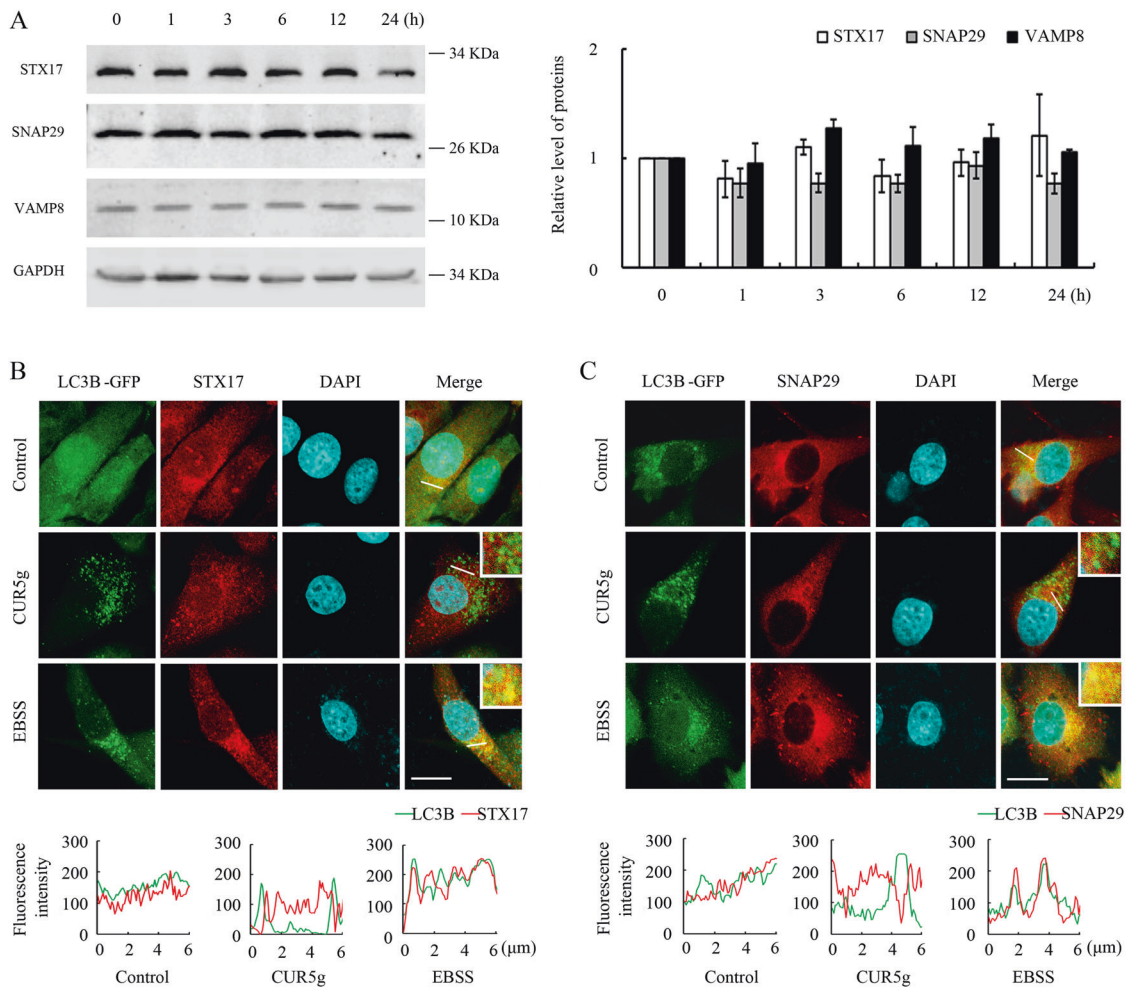 A
0 1 3 6 12 24 (h)
STX17
34 KDa
SNAP29
26 KDa
VAMP8
10 KDa
GAPDH
34 KDa
STX17 SNAP29 VAMP8
Relative level of proteins
2
1
0
0 1 3 6 12 24 (h)
B
LC3B-GFP STX17 DAPI Merge
Control
CUR5g
EBSS
LC3B STX17
Fluorescence
intensity
300
200
100
0
0 2 4 6
Control
300
200
100
0
0 2 4 6
CUR5g
300
200
100
0
0 2 4 6 (μm)
EBSS
C
LC3B-GFP SNAP29 DAPI Merge
Control
CUR5g
EBSS
LC3B SNAP29
Fluorescence
intensity
300
200
100
0
0 2 4 6
Control
300
200
100
0
0 2 4 6
CUR5g
300
200
100
0
0 2 4 6 (μm)
EBSS